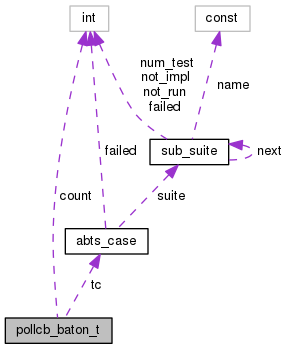 int
const
num_test
not_impl
not_run
failed
name
sub_suite
next
failed
suite
count
abts_case
tc
pollcb_baton_t